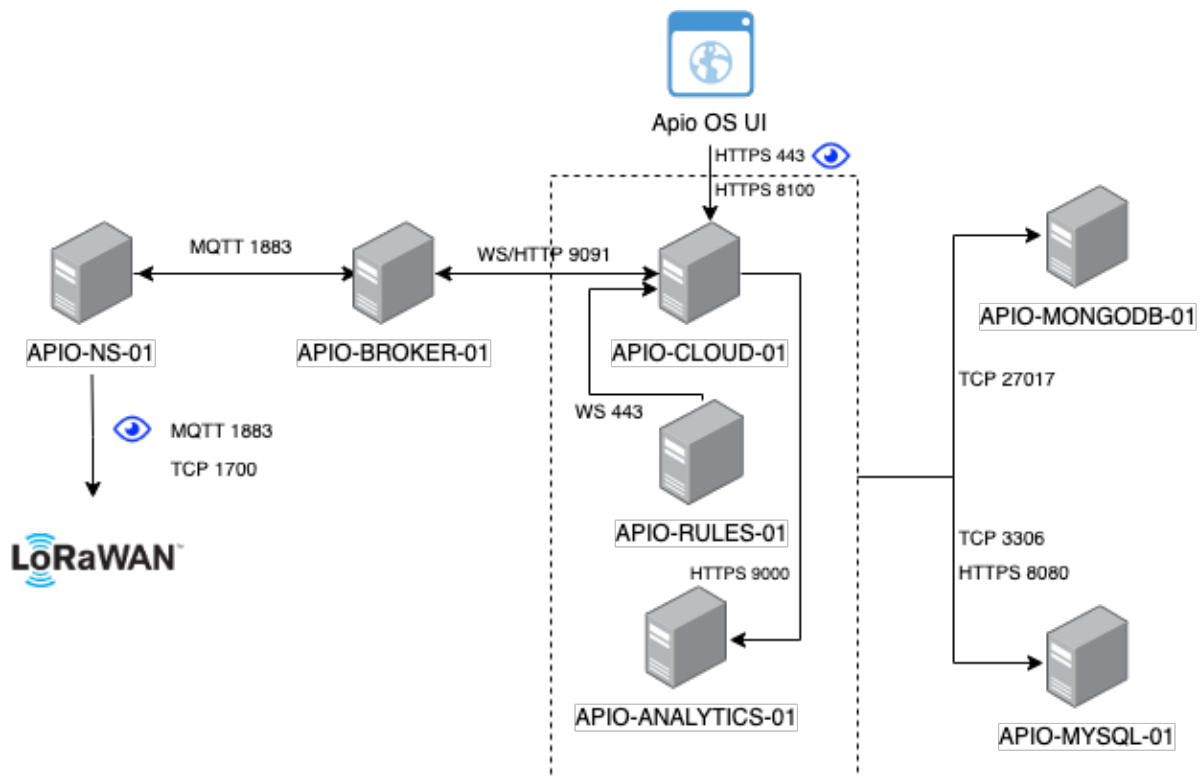 Apio OS UI
HTTPS 443
HTTPS 8100
MQTT 1883
WS/HTTP 9091
APIO-NS-01
APIO-BROKER-01
APIO-CLOUD-01
APIO-MONGODB-01
TCP 27017
WS 443
MQTT 1883
TCP 1700
APIO-RULES-01
LoRaWAN™
HTTPS 9000
TCP 3306
HTTPS 8080
APIO-ANALYTICS-01
APIO-MYSQL-01